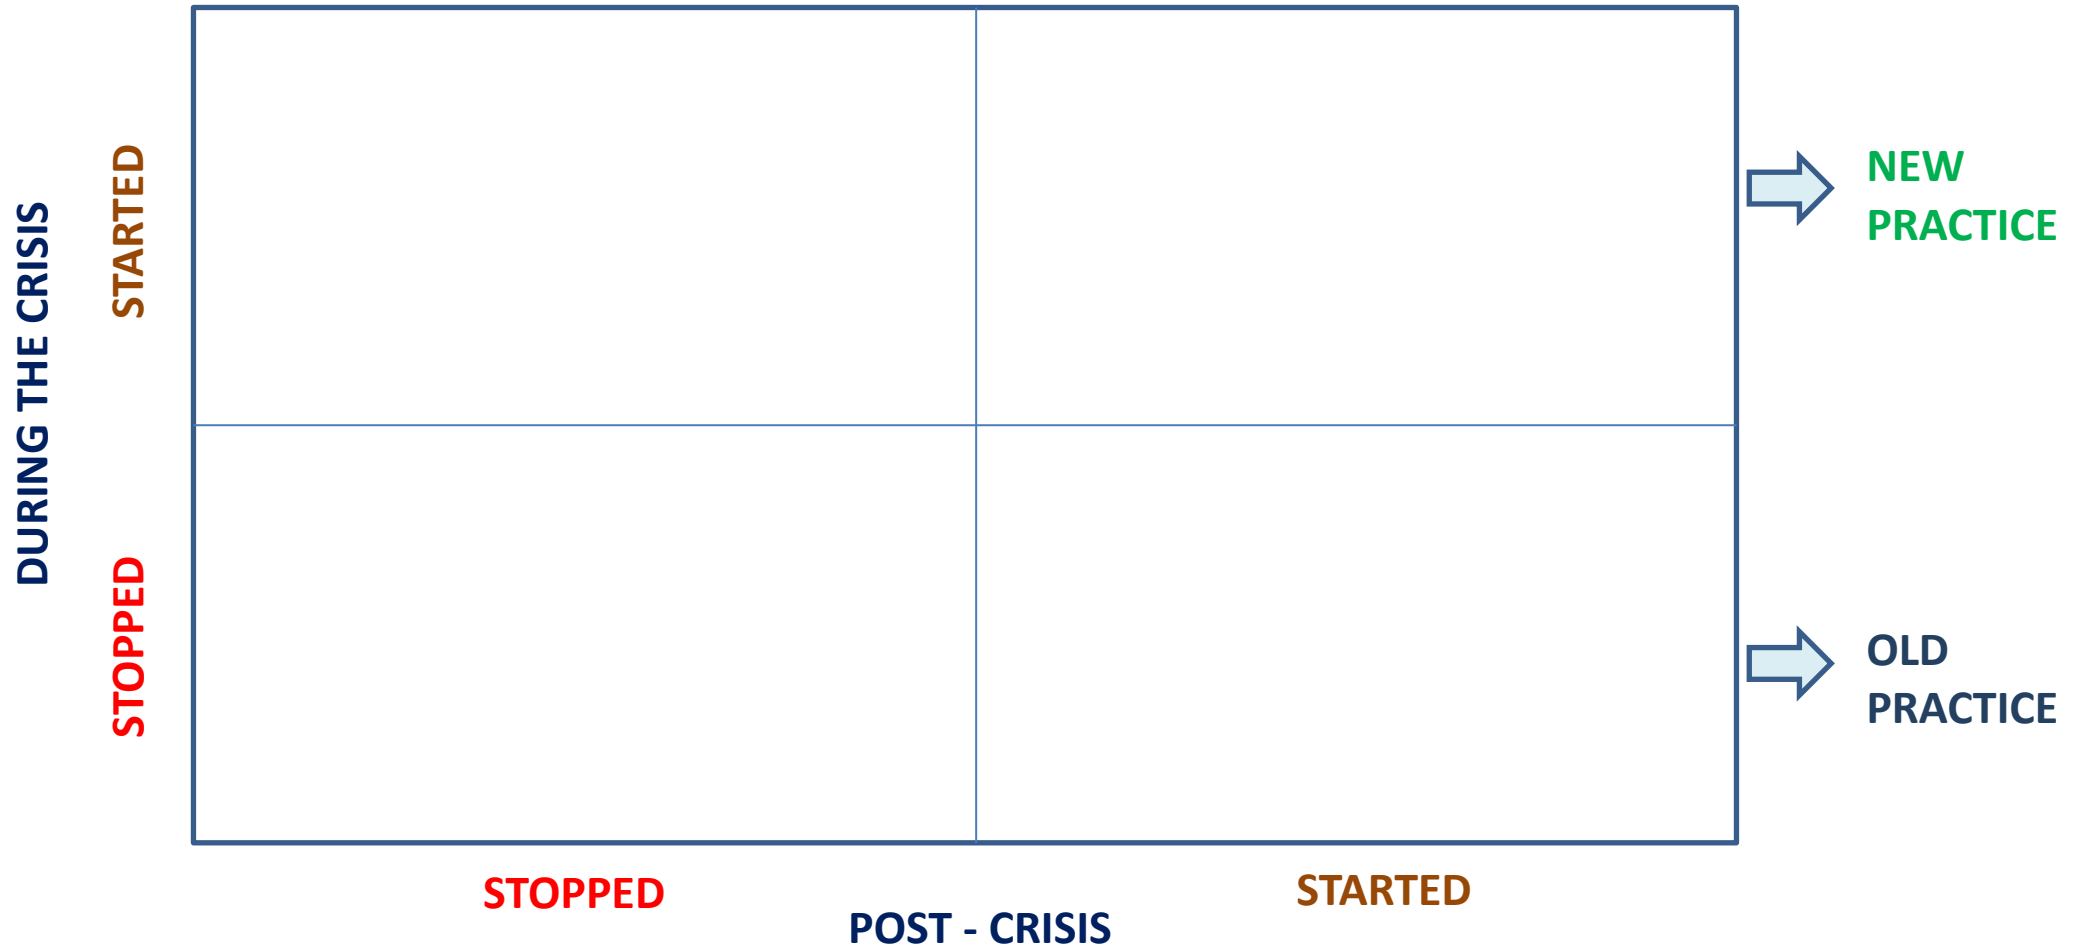 DURING THE CRISIS
STARTED
STOPPED
NEW
PRACTICE
OLD
PRACTICE
STOPPED
STARTED
POST - CRISIS